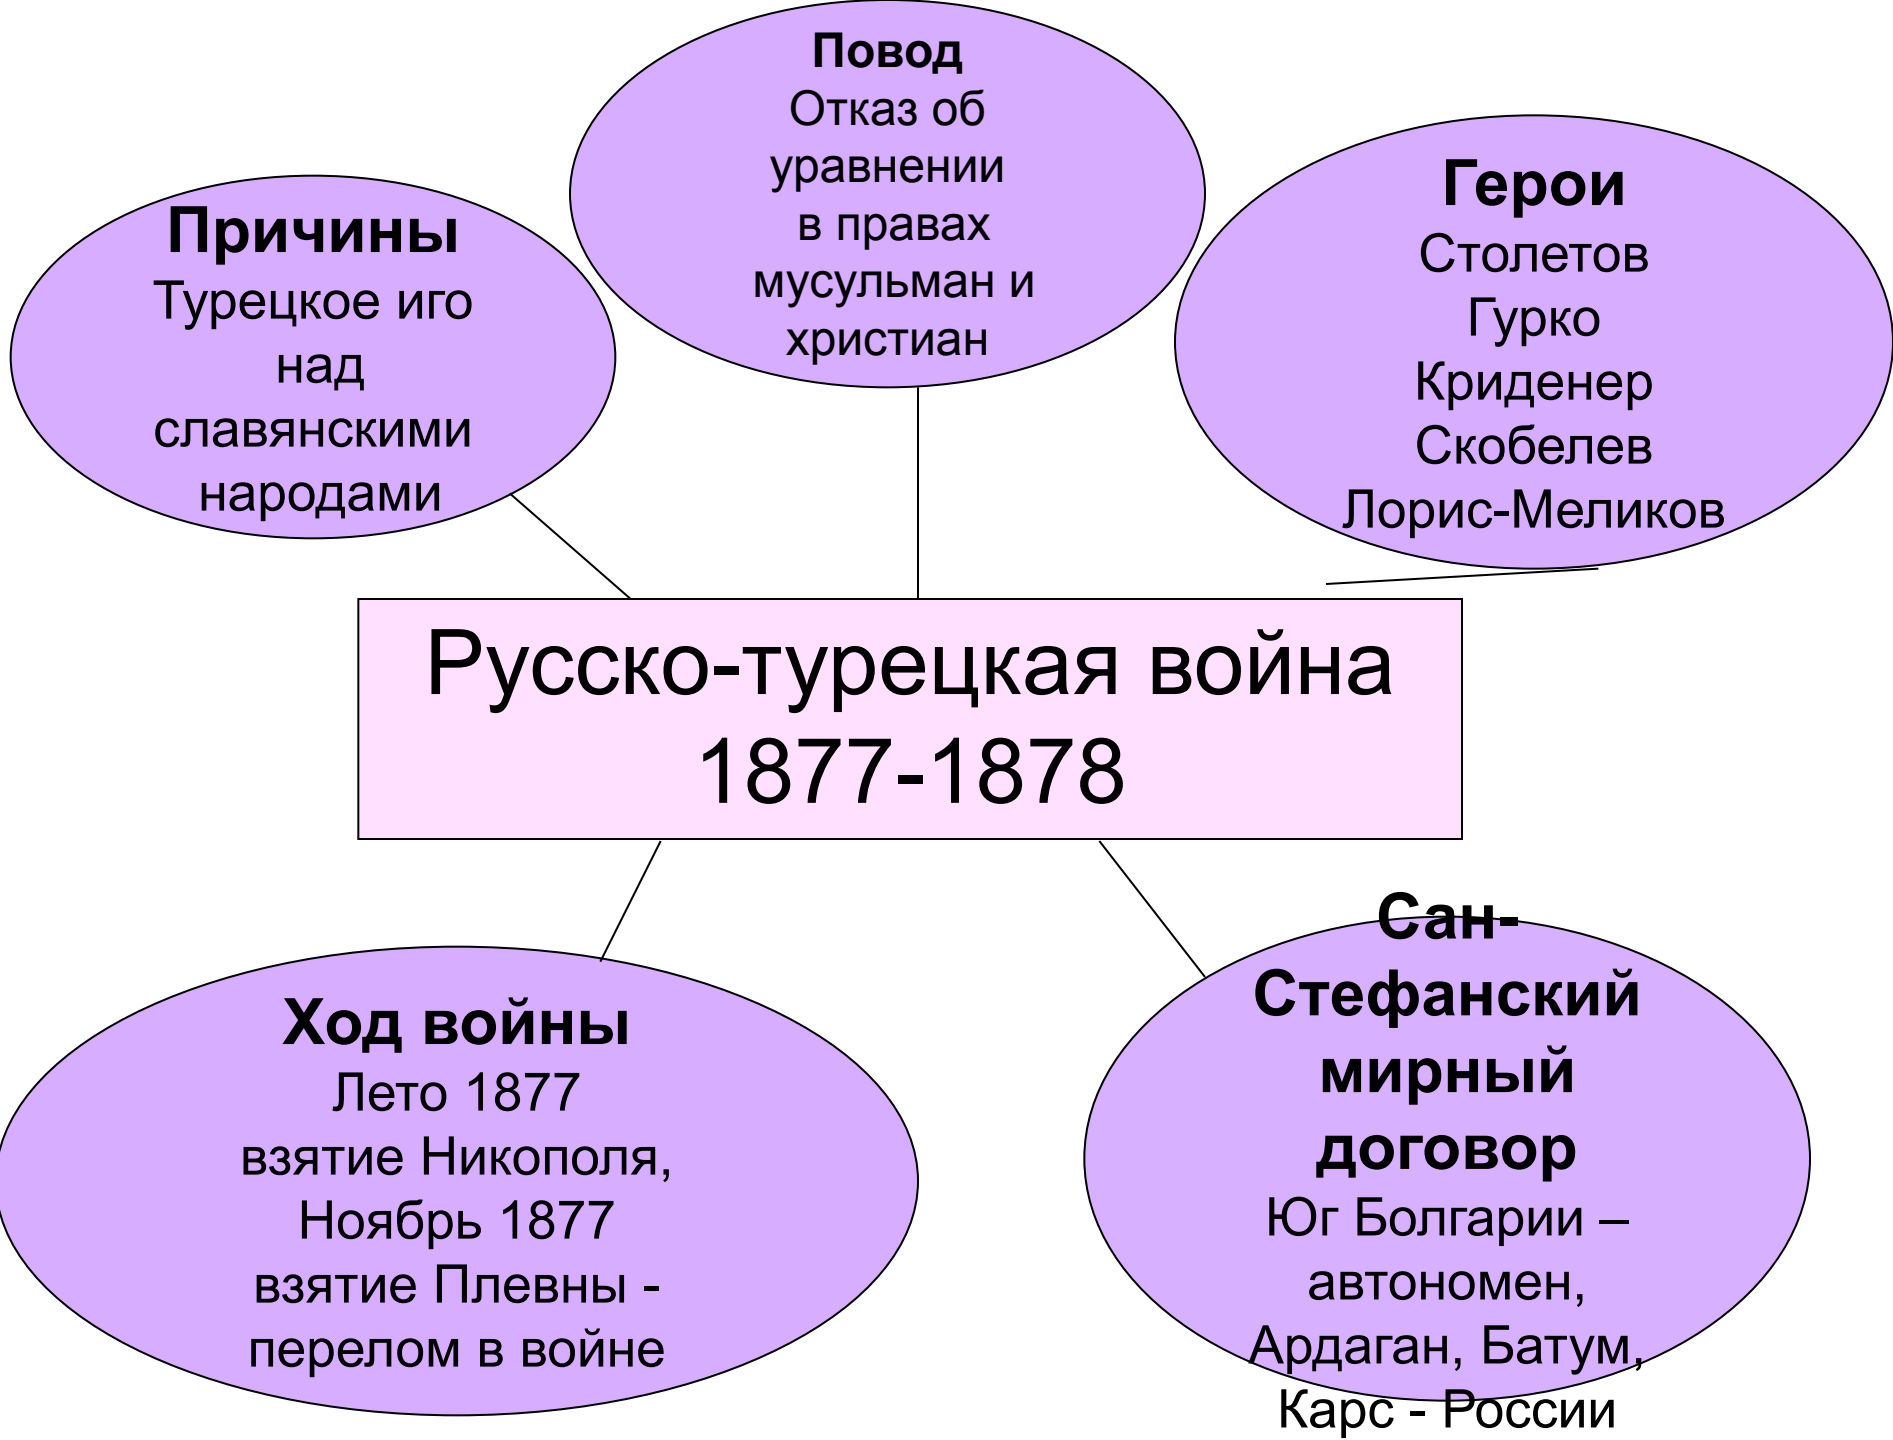 Повод
Отказ об
уравнении
в правах
мусульман и
христиан
Причины
Турецкое иго
над
славянскими
народами
Герои
Столетов
Гурко
Криденер
Скобелев
Лорис-Меликов
Русско-турецкая война
1877-1878
Ход войны
Лето 1877
взятие Никополя,
Ноябрь 1877
взятие Плевны -
перелом в войне
Сан-
Стефанский
мирный
договор
Юг Болгарии –
автономен,
Ардаган, Батум,
Карс - России